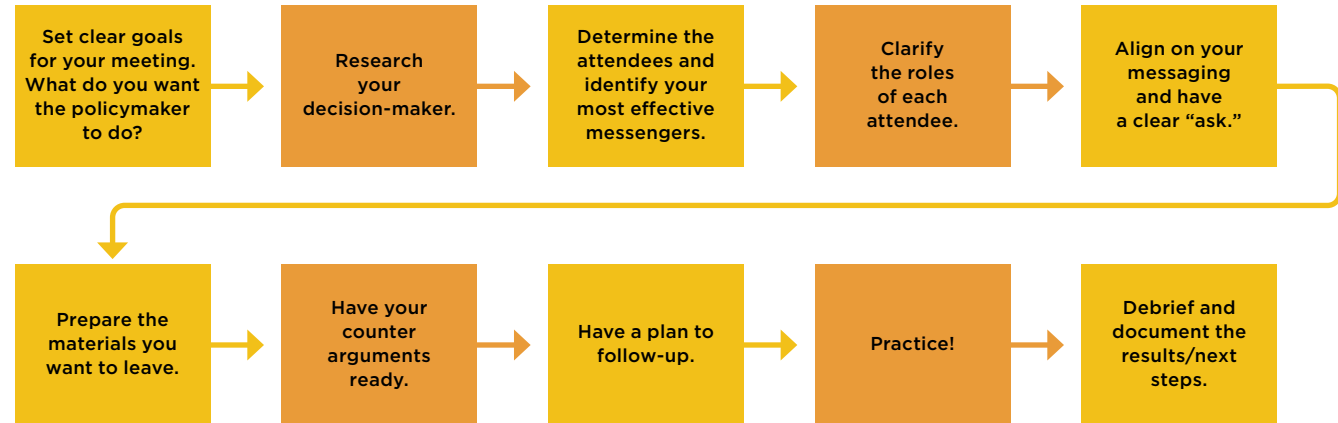 Set clear goals
for your meeting.
What do you want
the policymaker
to do?
Research
your
decision-maker.
Determine the
attendees and
identify your
most effective
messengers.
Clarify
the roles
of each
attendee.
Align on your
messaging
and have
a clear “ask.”
Prepare the
materials you
want to leave.
Have your
counter
arguments
ready.
Have a plan to
follow-up.
Practice!
Debrief and
document the
results/next
steps.